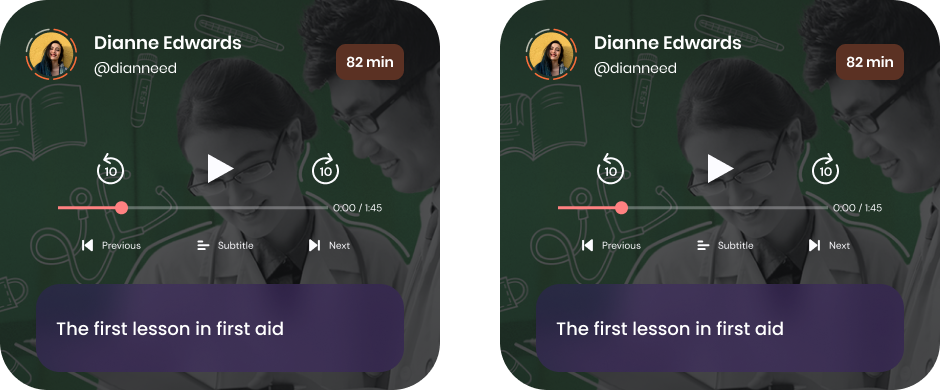 Dianne Edwards
@dianneed
82 min
10
10
0:00 / 1:45
Previous
Subtitle
Next
The first lesson in first aid
Dianne Edwards
@dianneed
82 min
10
10
0:00 / 1:45
Previous
Subtitle
Next
The first lesson in first aid